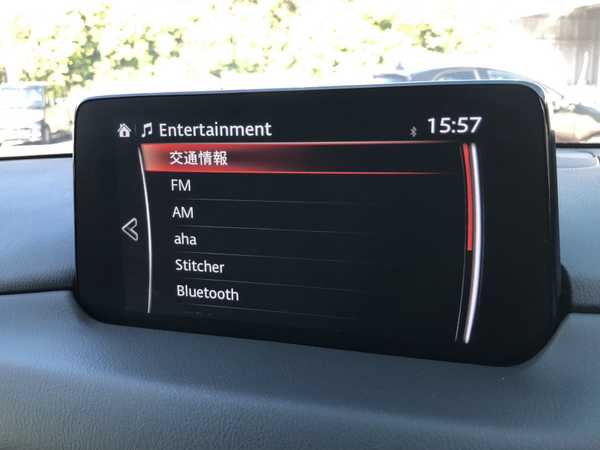 Entertainment
15:57
交通情報
FM
AM
aha
Stitcher
Bluetooth